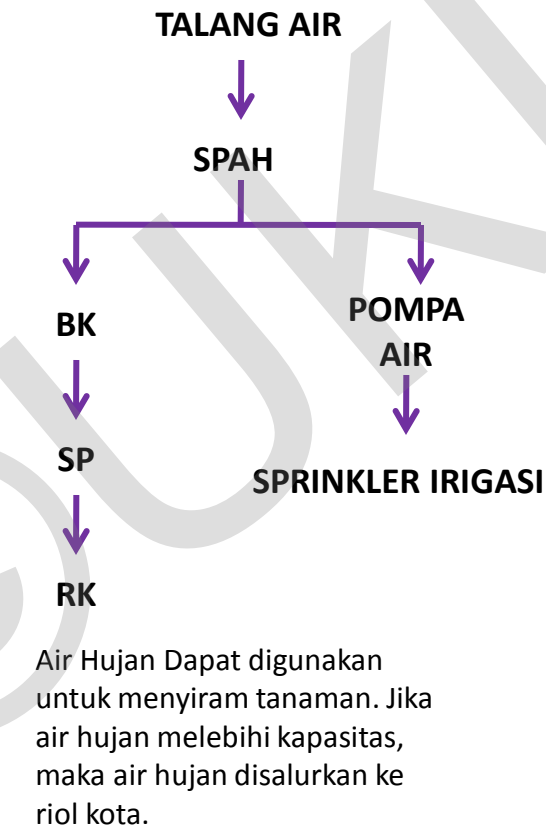 TALANG AIR
SPAH
BK
POMPA
AIR
SP
SPRINKLER IRIGASI
RK
Air Hujan Dapat digunakan
untuk menyiram tanaman. Jika
air hujan melebihi kapasitas,
maka air hujan disalurkan ke
riol kota.